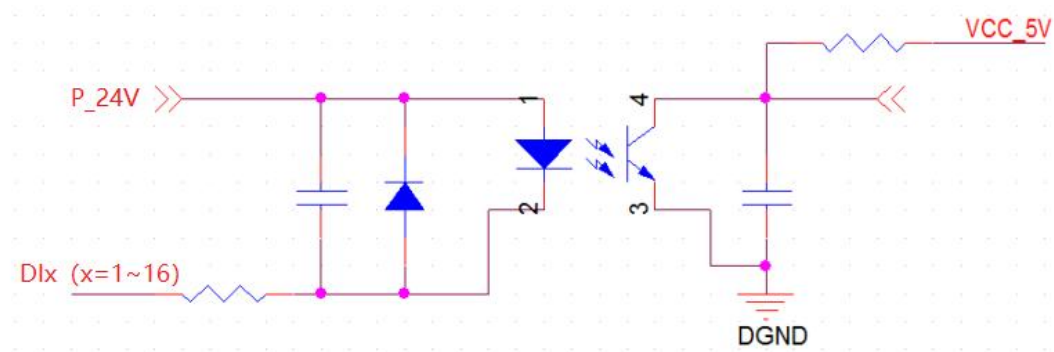 VCC_5V
P_24V
1
4
2
3
DIx (x=1~16)
DGND